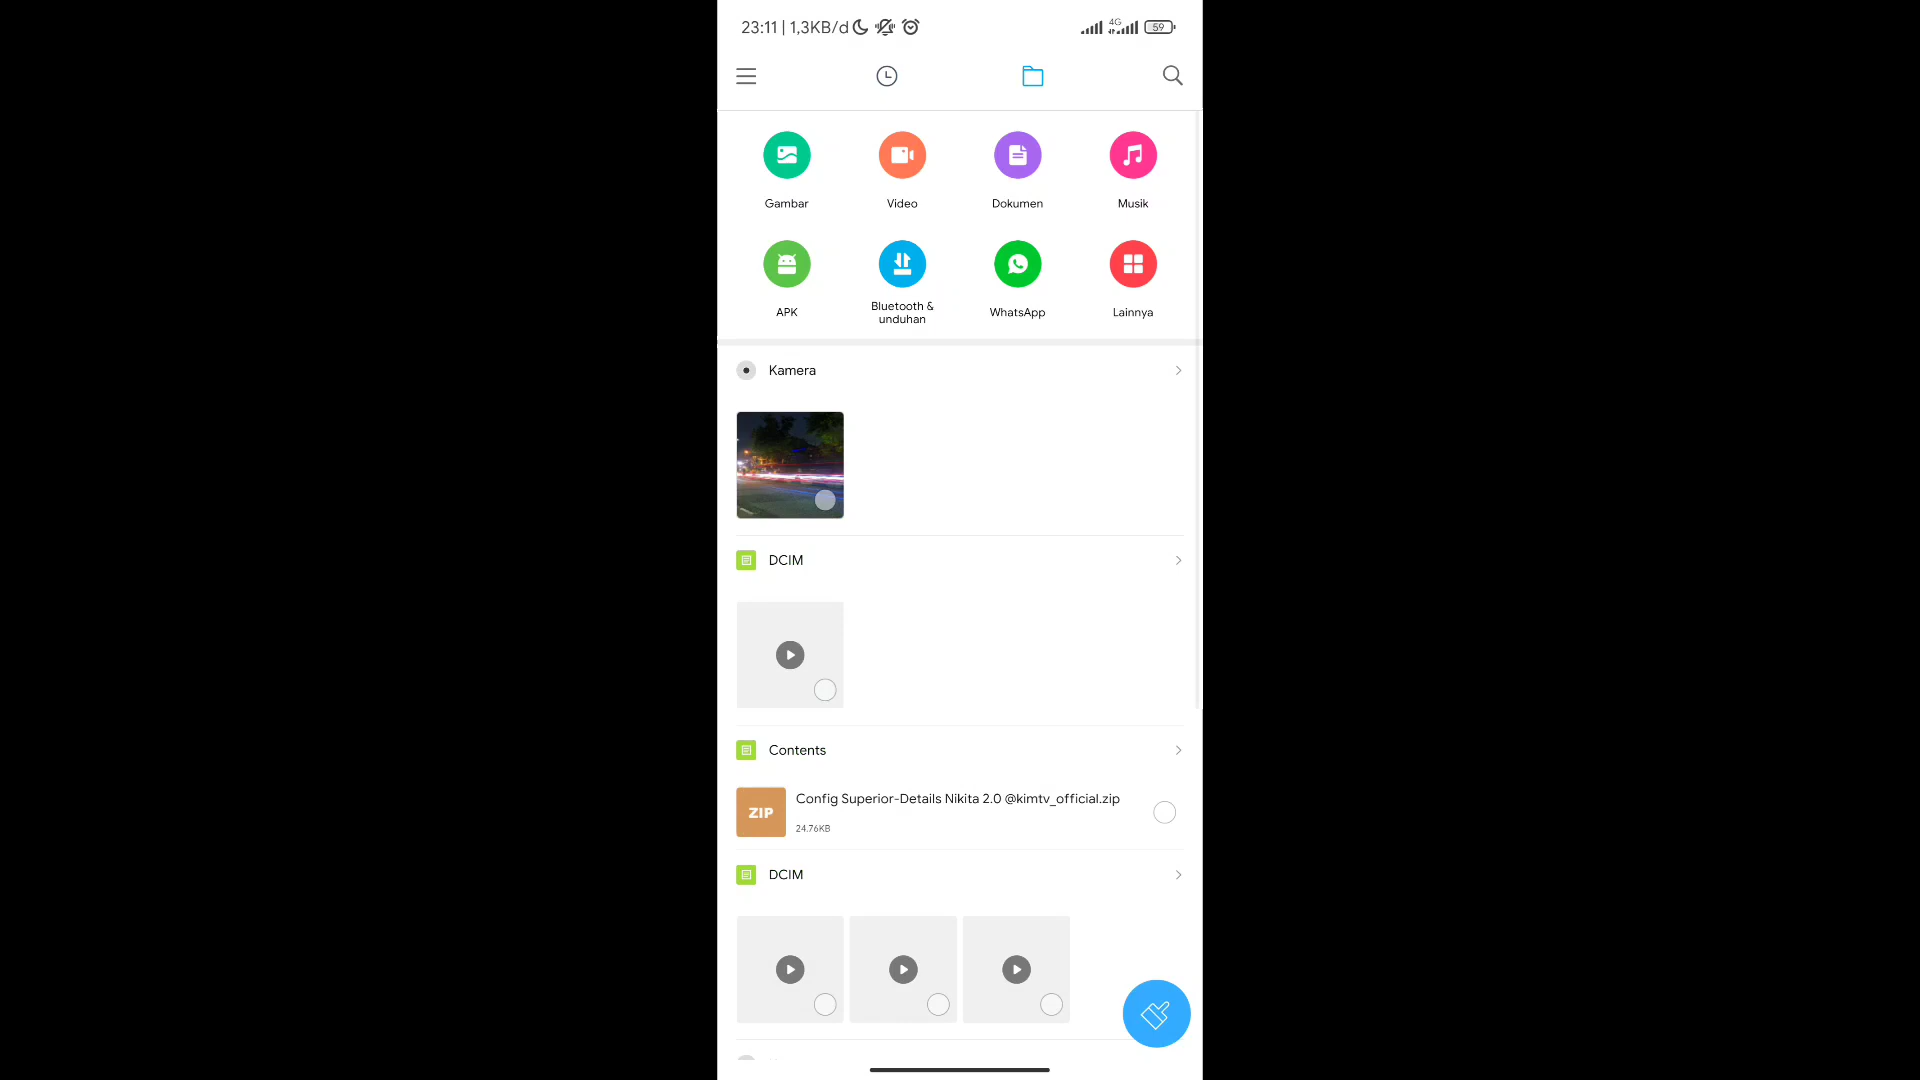 23:11 | 1,3KB/d
4G
59
Gambar
Video
Dokumen
Musik
APK
Bluetooth &
unduhan
WhatsApp
Lainnya
Kamera
DCIM
Contents
ZIP
Config Superior-Details Nikita 2.0 @kimtv_official.zip
24.76KB
DCIM